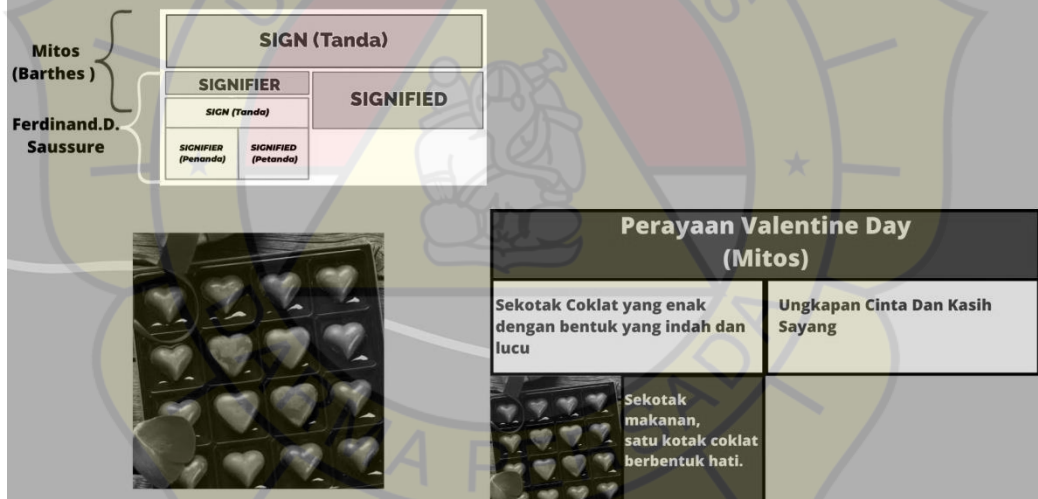 Mitos
(Barthes )
Ferdinand.D.
Saussure
SIGN (Tanda)
SIGNIFIER
SIGNIFIED
SIGN (Tanda)
SIGNIFIER
(Penanda)
SIGNIFIED
(Petanda)
Perayaan Valentine Day
(Mitos)
Sekotak Coklat yang enak
dengan bentuk yang indah dan
lucu
Ungkapan Cinta Dan Kasih
Sayang
Sekotak
makanan,
satu kotak coklat
berbentuk hati.